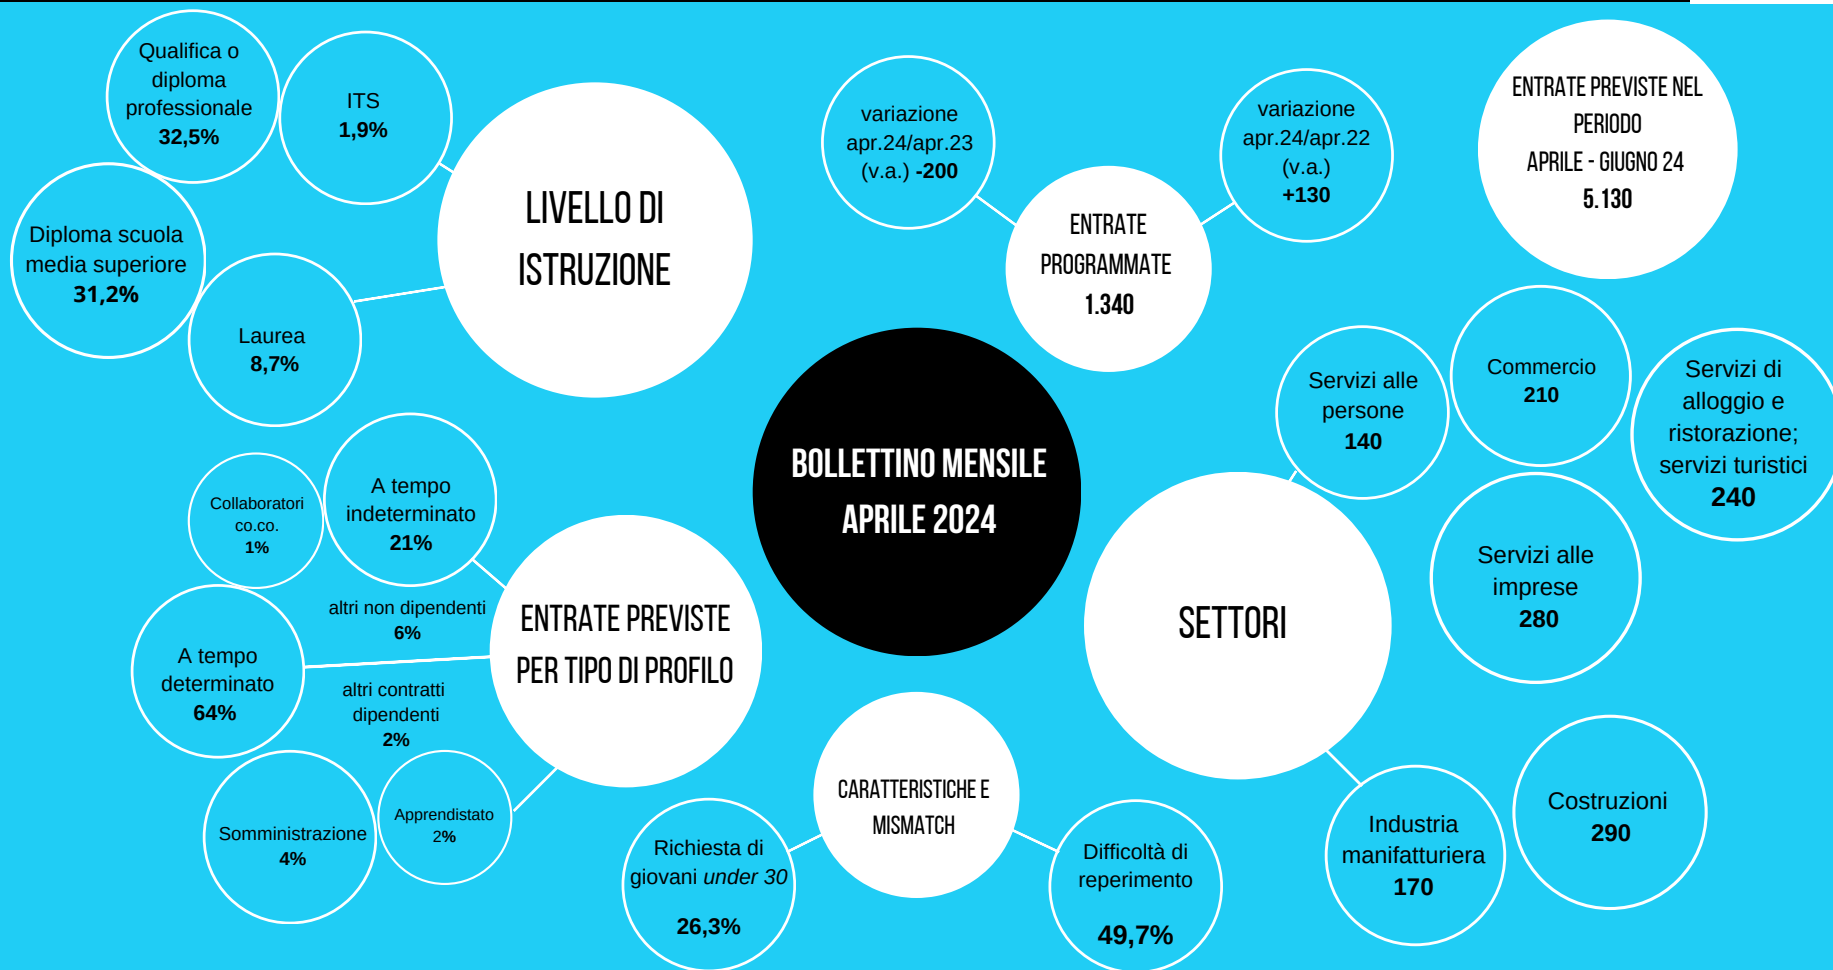 Qualifica o
diploma
professionale
32,5%
ITS
1,9%
Diploma scuola
media superiore
31,2%
Laurea
8,7%
LIVELLO DI
ISTRUZIONE
variazione
apr.24/apr.23
(v.a.) -200
variazione
apr.24/apr.22
(v.a.)
+130
ENTRATE
PROGRAMMATE
1.340
ENTRATE PREVISTE NEL
PERIODO
APRILE - GIUGNO 24
5.130
BOLLETTINO MENSILE
APRILE 2024
Servizi alle
persone
140
Commercio
210
Servizi di
alloggio e
ristorazione;
servizi turistici
240
Servizi alle
imprese
280
SETTORI
Industria
manifatturiera
170
Costruzioni
290
Collaboratori
co.co.
1%
A tempo
indeterminato
21%
altri non dipendenti
6%
A tempo
determinato
64%
altri contratti
dipendenti
2%
Somministrazione
4%
Apprendistato
2%
ENTRATE PREVISTE
PER TIPO DI PROFILO
CARATTERISTICHE E
MISMATCH
Richiesta di
giovani under 30
26,3%
Difficoltà di
reperimento
49,7%